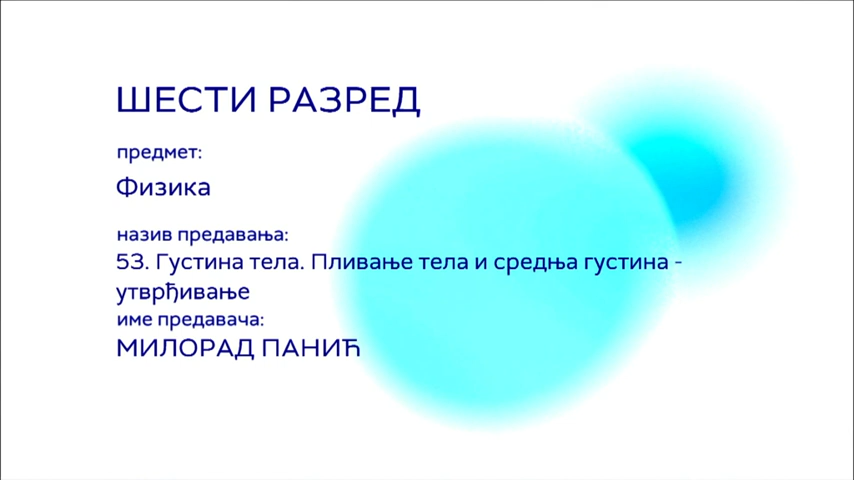 ШЕСТИ РАЗРЕД
предмет:
Физика
назив предавања:
53. Густина тела. Пливање тела и средња густина -
утврђивање
име предавача:
МИЛОРАД ПАНИЋ